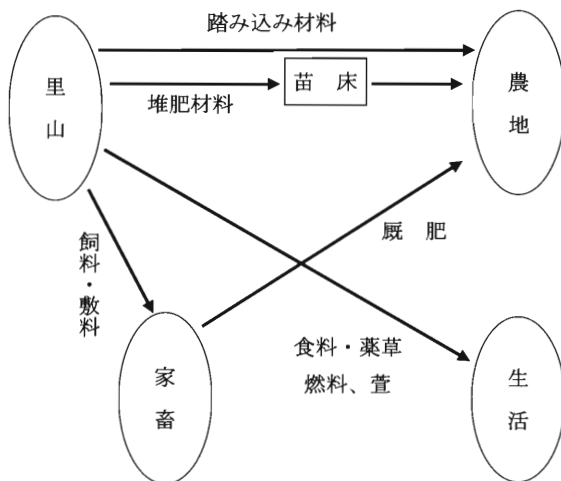 踏み込み材料
里山
苗 床
農地
堆肥材料
厩 肥
飼料・敷料
食料・薬草
燃料、萱
家畜
生活